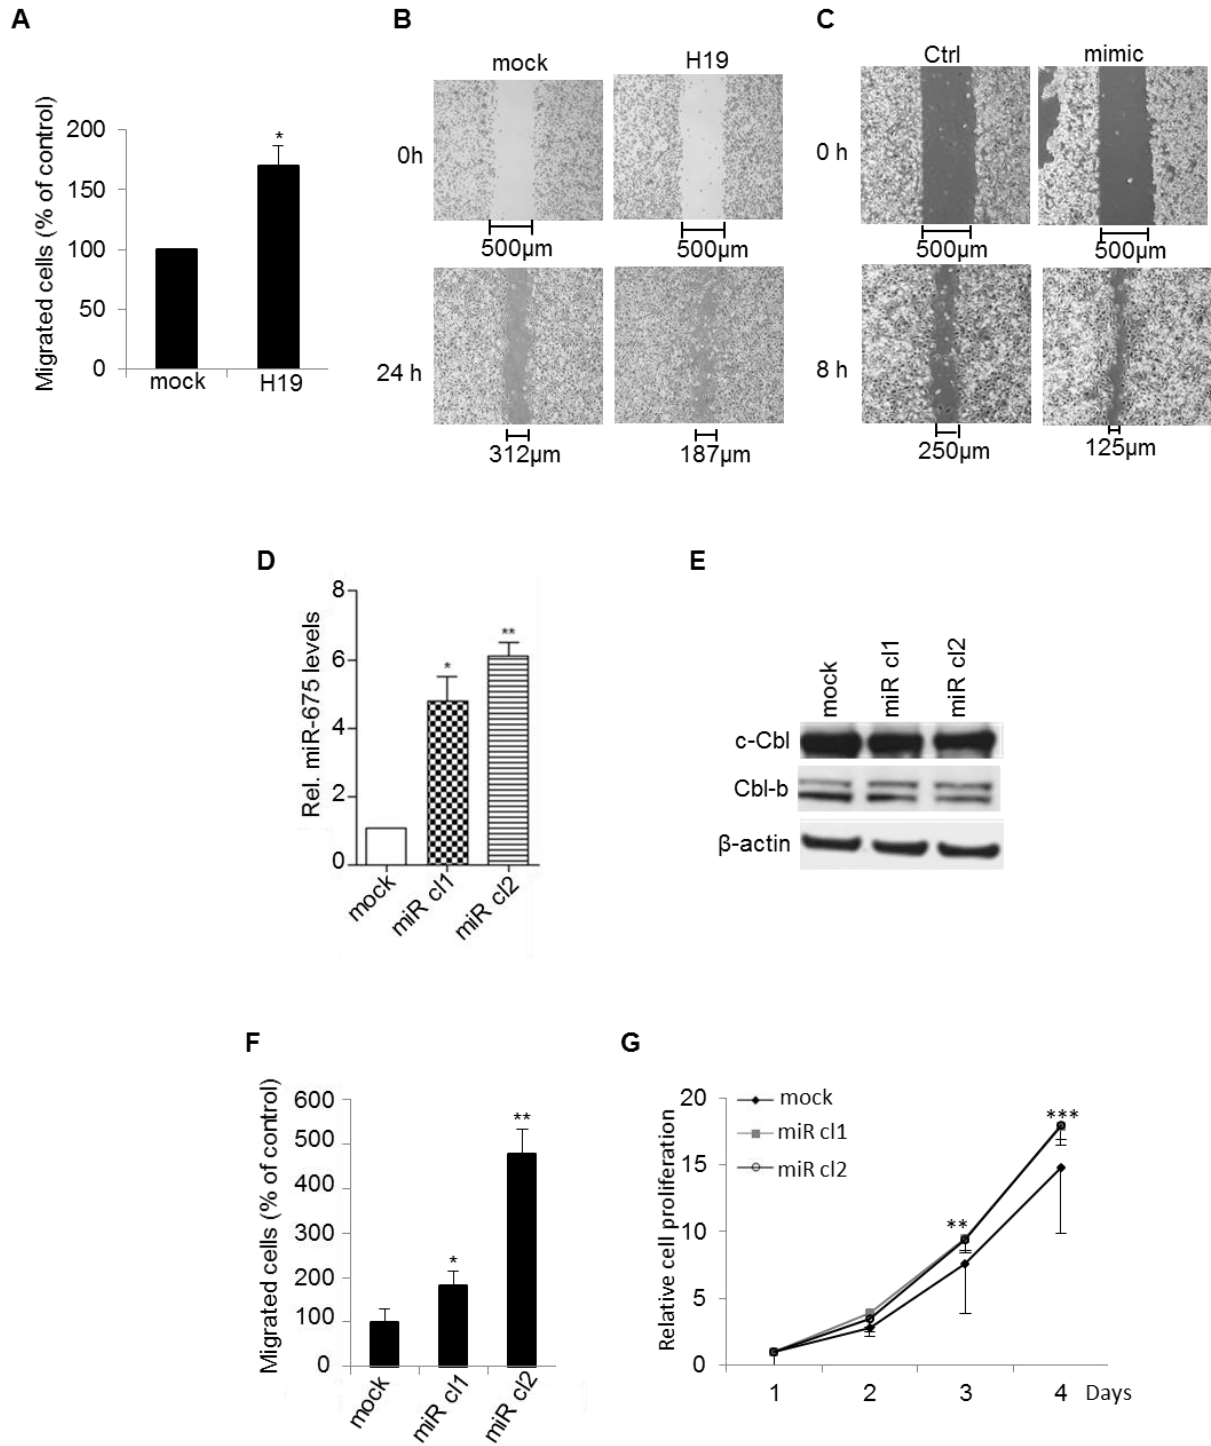 A
Migrated cells (% of control)
200
150
100
50
0
*
mock
H19
B
mock
H19
0h
500µm
500µm
24 h
312µm
187µm
C
Ctrl
mimic
0 h
500µm
500µm
8 h
250µm
125µm
D
Rel. miR-675 levels
8
6
4
2
0
*
**
mock
miR cl1
miR cl2
E
mock
miR cl1
miR cl2
c-Cbl
Cbl-b
β-actin
F
Migrated cells (% of control)
600
500
400
300
200
100
0
*
**
mock
miR cl1
miR cl2
G
Relative cell proliferation
20
15
10
5
0
mock
miR cl1
miR cl2
**
***
1
2
3
4
Days